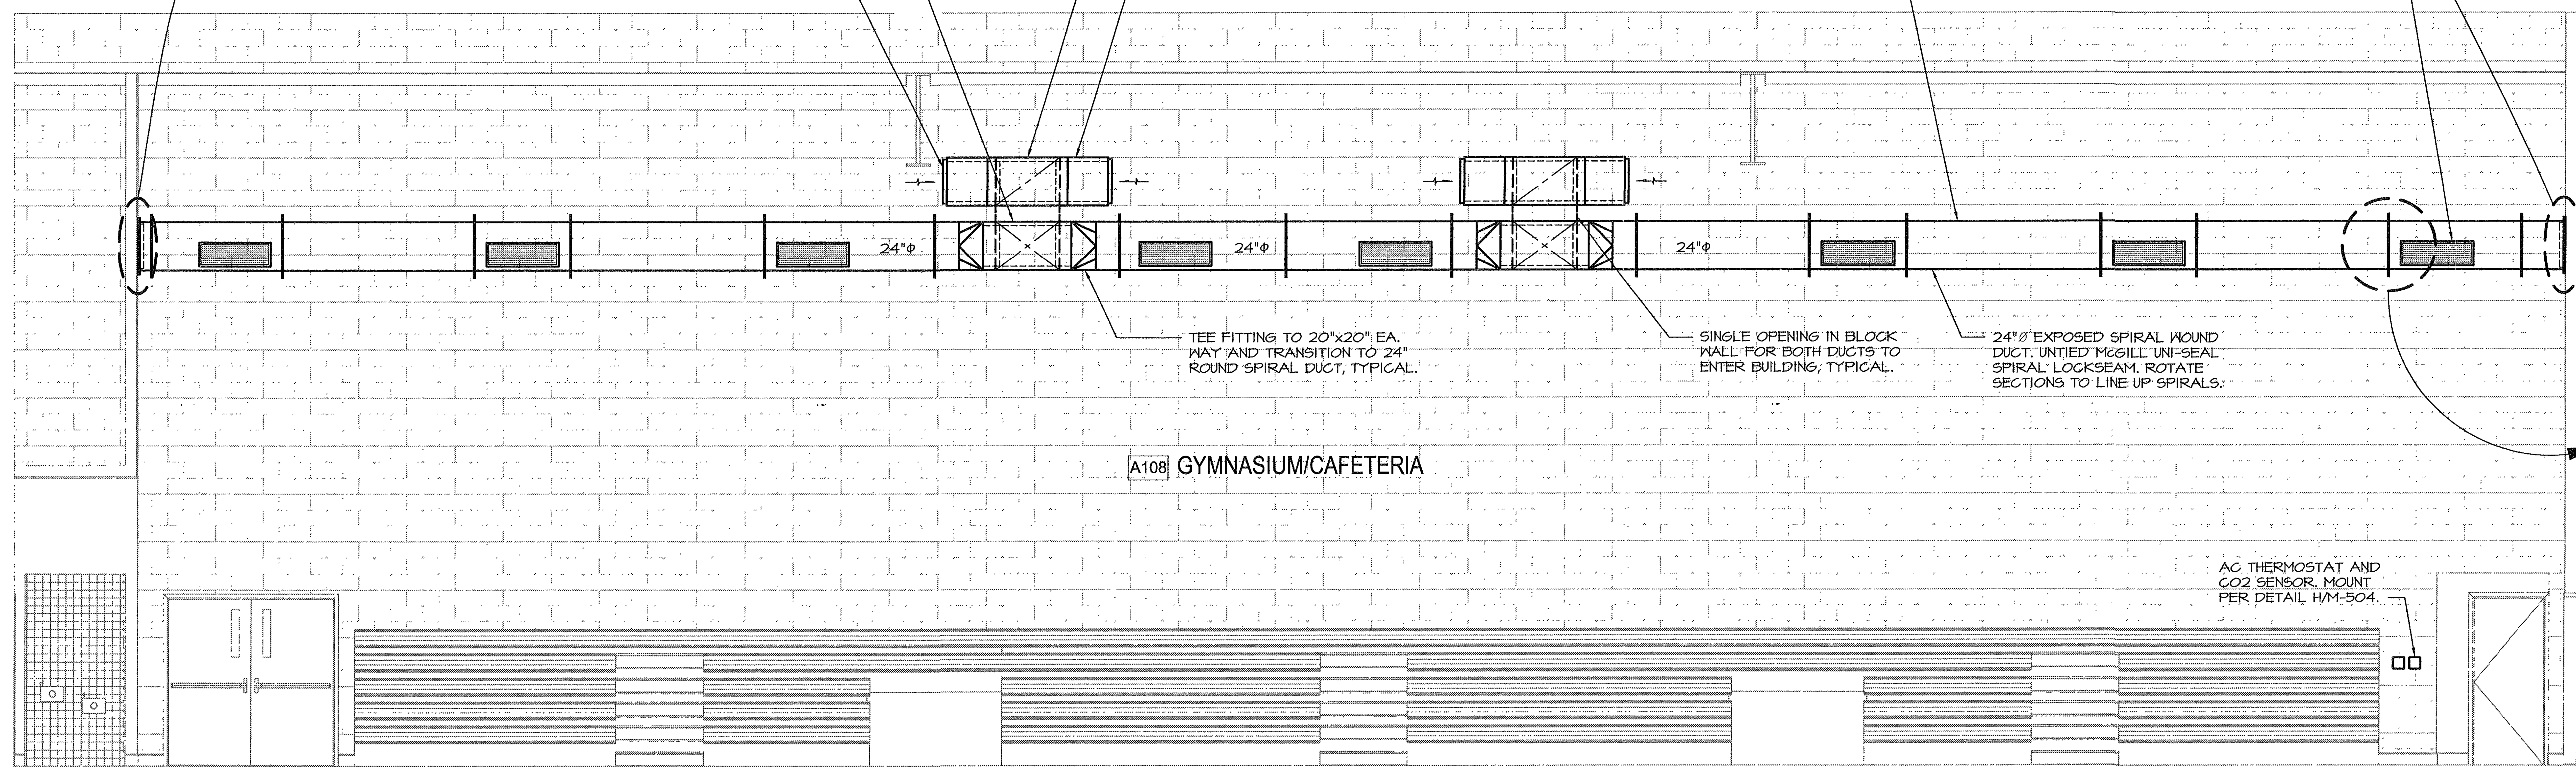 24"ϕ
24"ϕ
24"ϕ
TEE FITTING TO 20"x20" EA.
WAY AND TRANSITION TO 24"
ROUND SPIRAL DUCT, TYPICAL.
SINGLE OPENING IN BLOCK
WALL FOR BOTH DUCTS TO
ENTER BUILDING, TYPICAL.
24"Ø EXPOSED SPIRAL WOUND
DUCT. UNTIED McGILL UNI-SEAL
SPIRAL LOCKSEAM. ROTATE
SECTIONS TO LINE UP SPIRALS.
A108 GYMNASIUM/CAFETERIA
AC THERMOSTAT AND
CO2 SENSOR. MOUNT
PER DETAIL H/M-504.